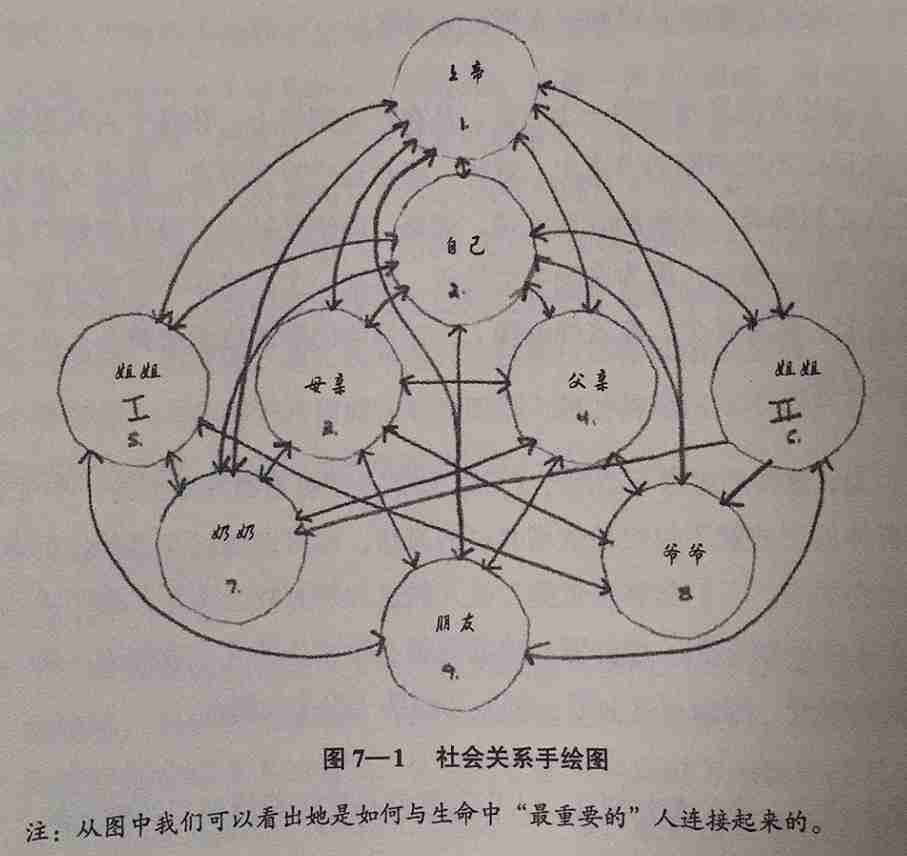 上帝
1.
自己
2.
姐姐
I
5.
母亲
3.
父亲
4.
姐姐
II
6.
奶奶
7.
爷爷
8
朋友
9.
图 7—1 社会关系手绘图
注：从图中我们可以看出她是如何与生命中“最重要的”人连接起来的。